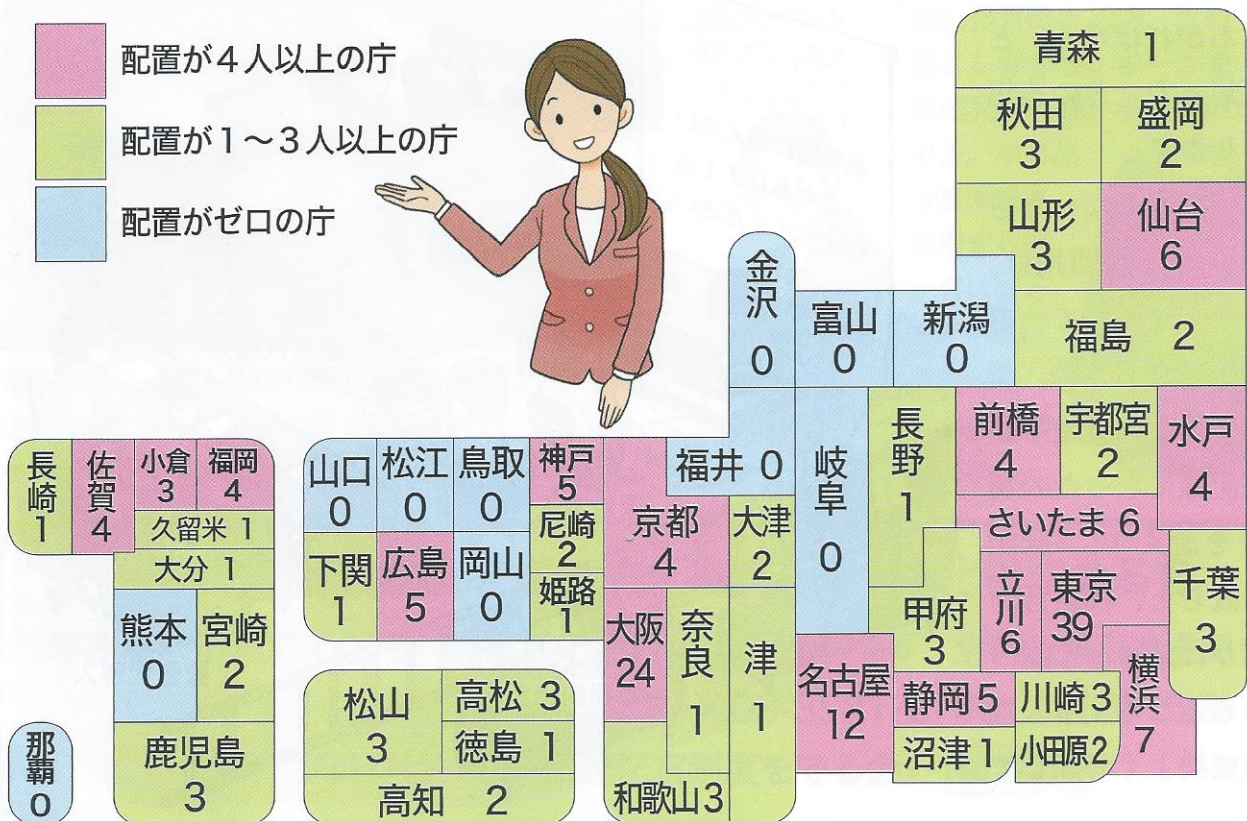 配置が4人以上の庁
配置が1～3人以上の庁
配置がゼロの庁
青森 1
秋田
3
盛岡
2
山形
3
仙台
6
金沢
0
富山
0
新潟
0
福島 2
長崎
1
佐賀
4
小倉
3
福岡
4
久留米 1
大分 1
熊本
0
宮崎
2
鹿児島
3
那覇
0
山口
0
松江
0
鳥取
0
神戸
5
尼崎
2
姫路
1
下関
1
広島
5
岡山
0
松山
3
高松 3
徳島 1
高知 2
京都
4
福井 0
大津
2
大阪
24
奈良
1
津
1
和歌山3
岐阜
0
名古屋
12
長野
1
前橋
4
宇都宮
2
水戸
4
さいたま 6
甲府
3
立川
6
東京
39
千葉
3
静岡 5
沼津 1
川崎 3
小田原2
横浜
7